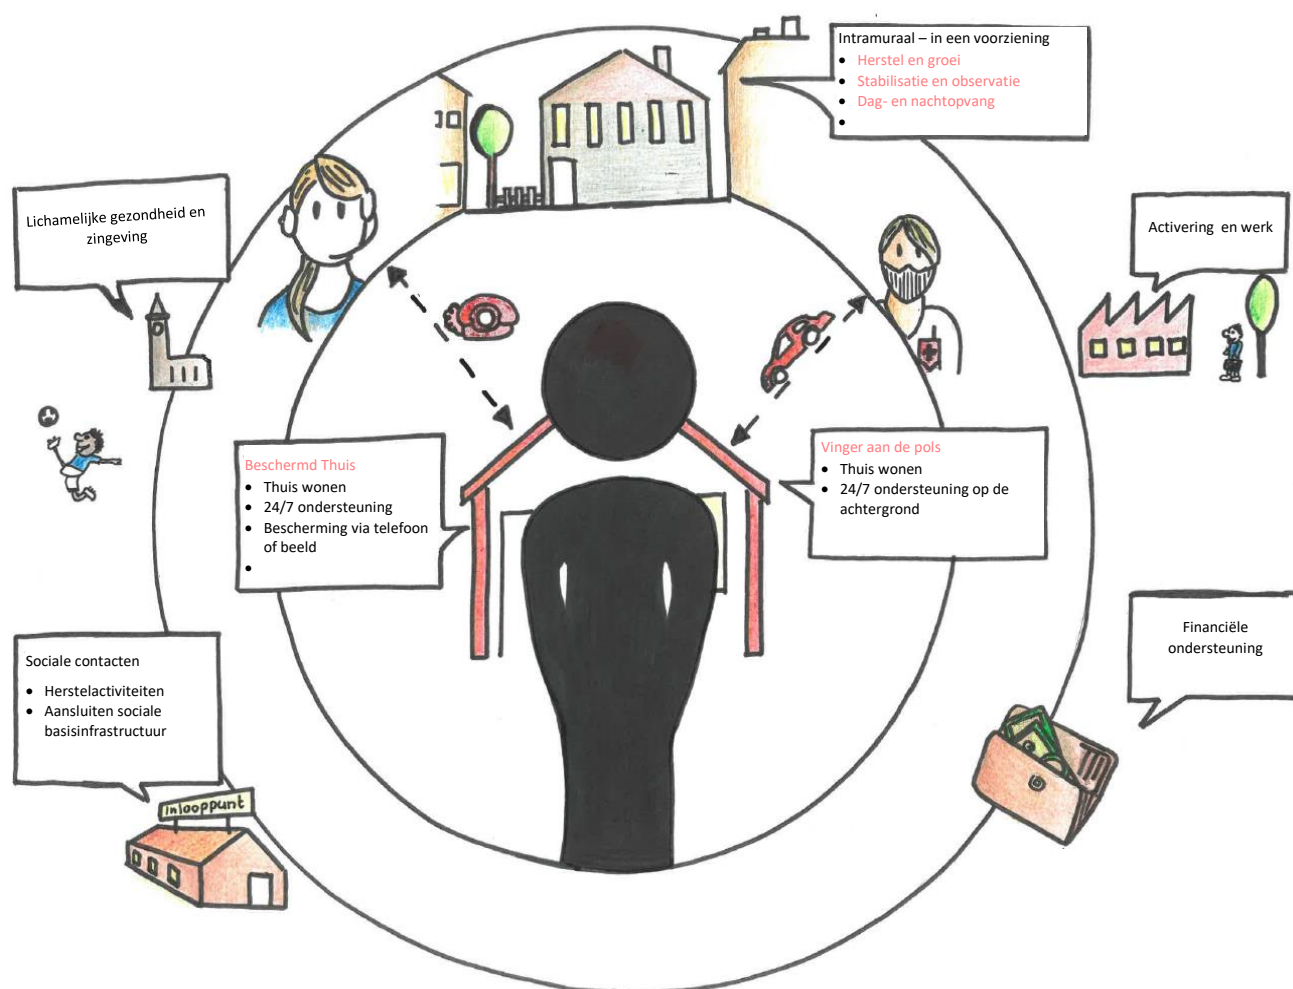 Intramuraal – in een voorziening
• Herstel en groei
• Stabilisatie en observatie
• Dag- en nachtopvang
•
Lichamelijke gezondheid en
zingeving
Activering en werk
Beschermd Thuis
• Thuis wonen
• 24/7 ondersteuning
• Bescherming via telefoon
of beeld
•
Vinger aan de pols
• Thuis wonen
• 24/7 ondersteuning op de
achtergrond
Sociale contacten
• Herstelactiviteiten
• Aansluiten sociale
basisinfrastructuur
Financiële
ondersteuning
inlooppunt